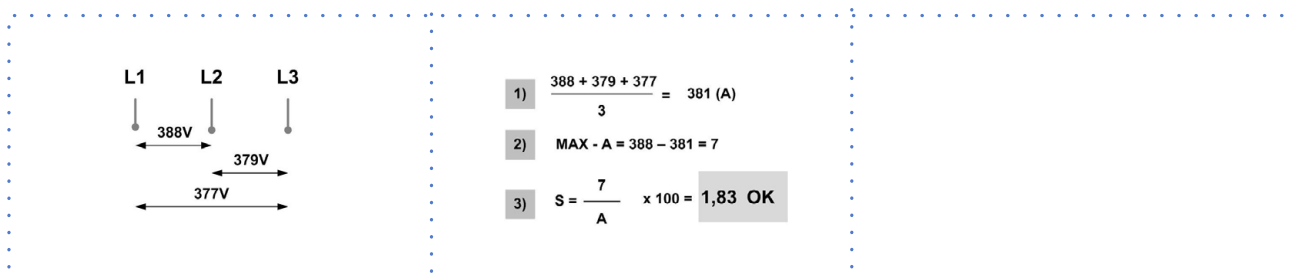 L1 L2 L3
388V
379V
377V
1) 388 + 379 + 377
3
= 381 (A)
2) MAX - A = 388 – 381 = 7
3) S = 7
A
x 100 = 1,83 OK